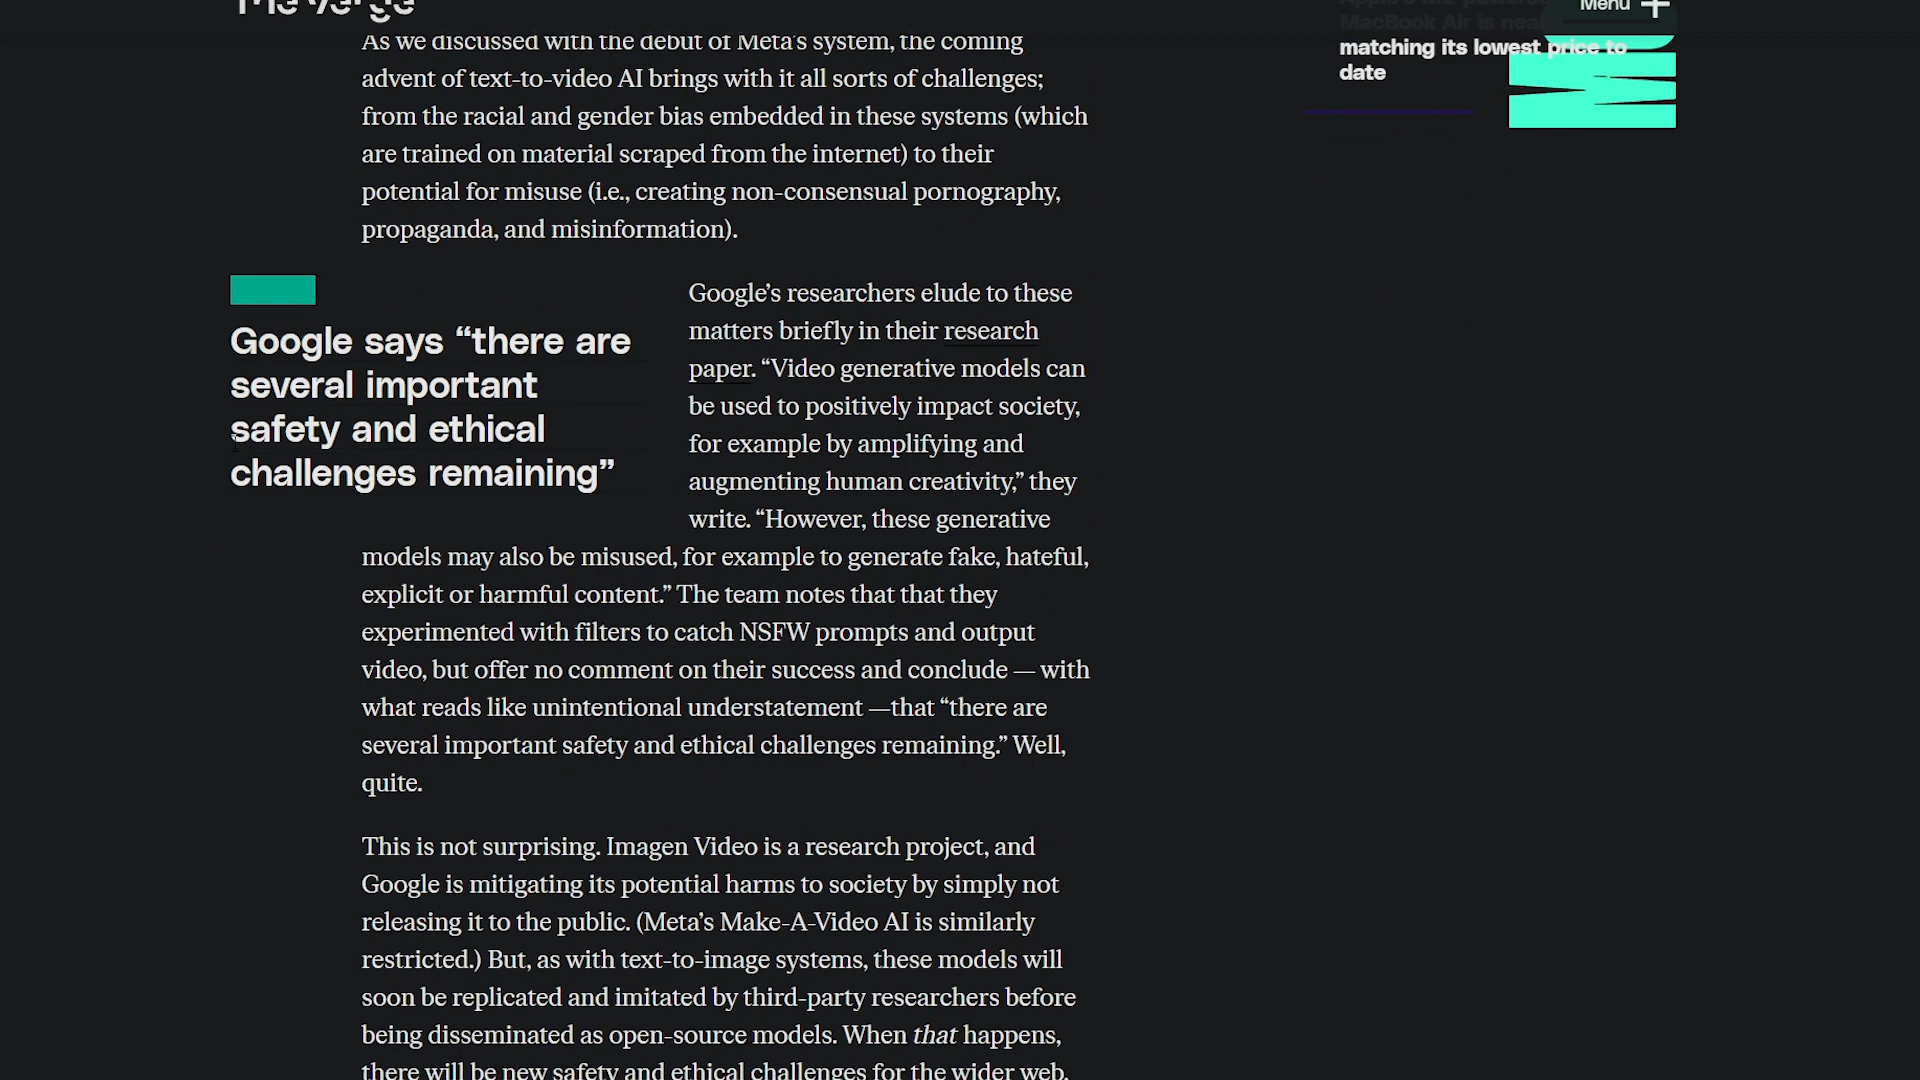 The Verge
Menu
As we discussed with the debut of Meta's system, the coming
advent of text-to-video AI brings with it all sorts of challenges;
from the racial and gender bias embedded in these systems (which
are trained on material scraped from the internet) to their
potential for misuse (i.e., creating non-consensual pornography,
propaganda, and misinformation).
Google says “there are
several important
safety and ethical
challenges remaining”
Google’s researchers elude to these
matters briefly in their research
paper. “Video generative models can
be used to positively impact society,
for example by amplifying and
augmenting human creativity,” they
write. “However, these generative
models may also be misused, for example to generate fake, hateful,
explicit or harmful content.” The team notes that that they
experimented with filters to catch NSFW prompts and output
video, but offer no comment on their success and conclude — with
what reads like unintentional understatement —that “there are
several important safety and ethical challenges remaining.” Well,
quite.
This is not surprising. Imagen Video is a research project, and
Google is mitigating its potential harms to society by simply not
releasing it to the public. (Meta’s Make-A-Video AI is similarly
restricted.) But, as with text-to-image systems, these models will
soon be replicated and imitated by third-party researchers before
being disseminated as open-source models. When that happens,
there will be new safety and ethical challenges for the wider web,
MacBook Air is
matching its lowest price to
date